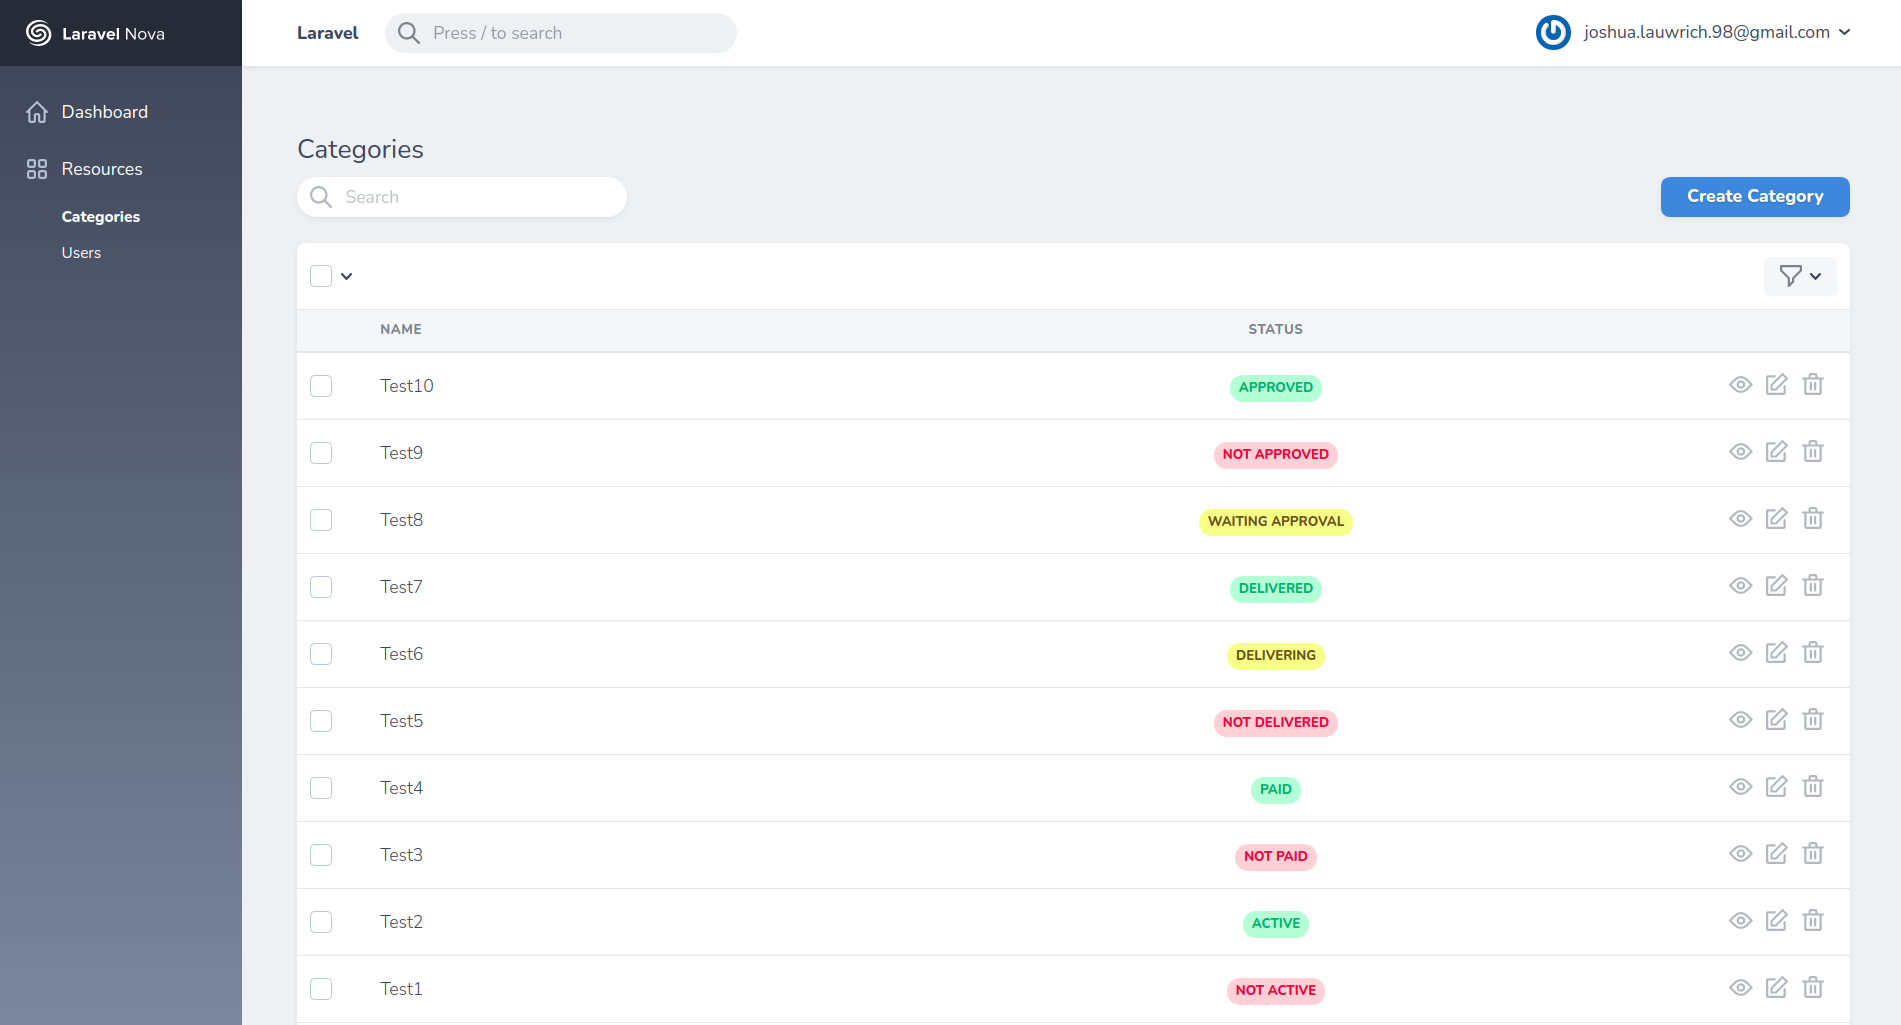 Laravel Nova
Laravel
Press / to search
joshua.lauwrich.98@gmail.com
Dashboard
Resources
Categories
Users
Categories
Search
Create Category
NAME STATUS
Test10 APPROVED
Test9 NOT APPROVED
Test8 WAITING APPROVAL
Test7 DELIVERED
Test6 DELIVERING
Test5 NOT DELIVERED
Test4 PAID
Test3 NOT PAID
Test2 ACTIVE
Test1 NOT ACTIVE